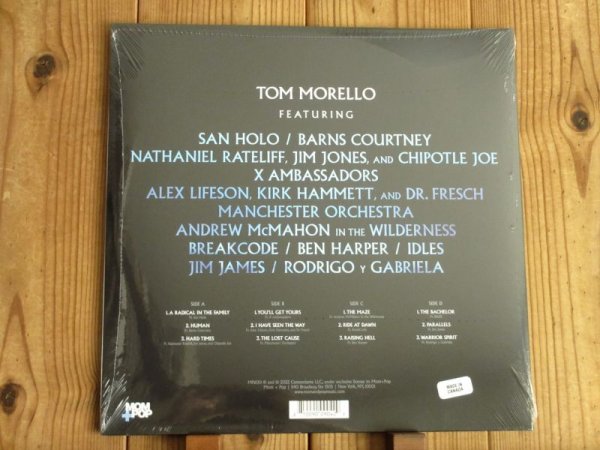 TOM MORELLO
FEATURING
SAN HOLO / BARNS COURTNEY
NATHANIEL RATELIFF, JIM JONES, AND CHIPOTLE JOE
X AMBASSADORS
ALEX LIFESON, KIRK HAMMETT, AND DR. FRESCH
MANCHESTER ORCHESTRA
ANDREW MCMAHON IN THE WILDERNESS
BREAKCODE / BEN HARPER / IDLES
JIM JAMES / RODRIGO Y GABRIELA
SIDE A
1. A RADICAL IN THE FAMILY
2. HUMAN
3. HARD TIMES
SIDE B
1. YOU'LL GET YOURS
2. I HAVE SEEN THE WAY
3. THE LOST CAUSE
SIDE C
1. THE MAZE
2. RIDE AT DAWN
3. RAISING HELL
SIDE D
1. THE BACHELOR
2. PARALLELS
3. WARRIOR SPIRIT
MADE IN
CANADA
MOM
+POP